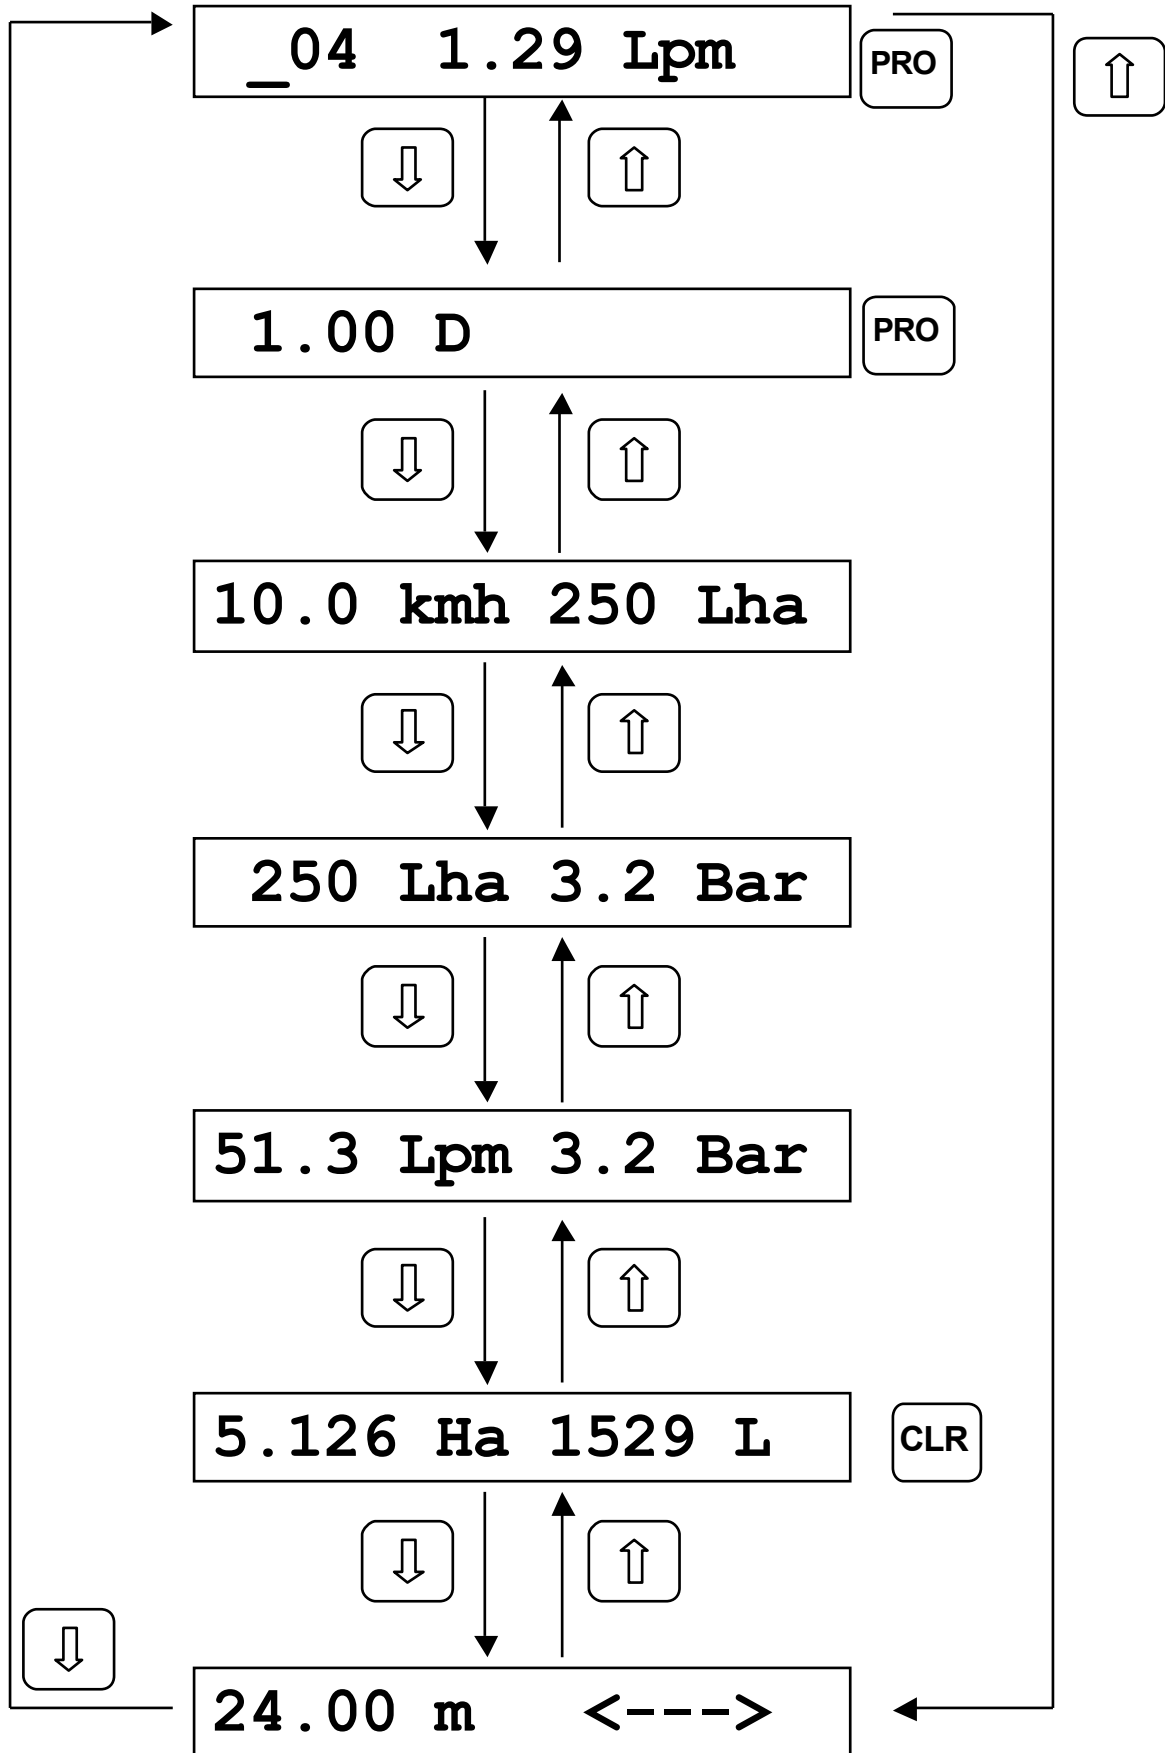 _04 1.29 Lpm PRO ⇧
⇩ ⇧
1.00 D PRO
⇩ ⇧
10.0 kmh 250 Lha
⇩ ⇧
250 Lha 3.2 Bar
⇩ ⇧
51.3 Lpm 3.2 Bar
⇩ ⇧
5.126 Ha 1529 L CLR
⇩ ⇧
⇩
24.00 m <--->